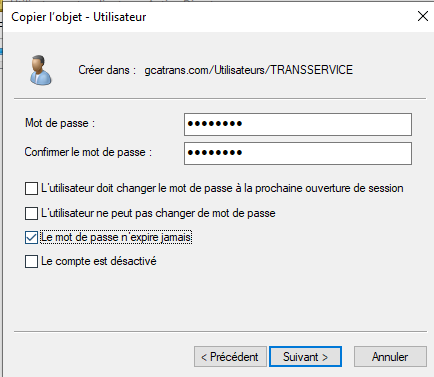 Copier l'objet - Utilisateur
Créer dans : gcatrans.com/Utilisateurs/TRANSSERVICE
Mot de passe :
Confirmer le mot de passe :
L'utilisateur doit changer le mot de passe à la prochaine ouverture de session
L'utilisateur ne peut pas changer de mot de passe
Le mot de passe n'expire jamais
Le compte est désactivé
< Précédent Suivant > Annuler